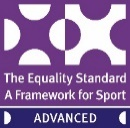 The Equality Standard
A Framework for Sport
ADVANCED